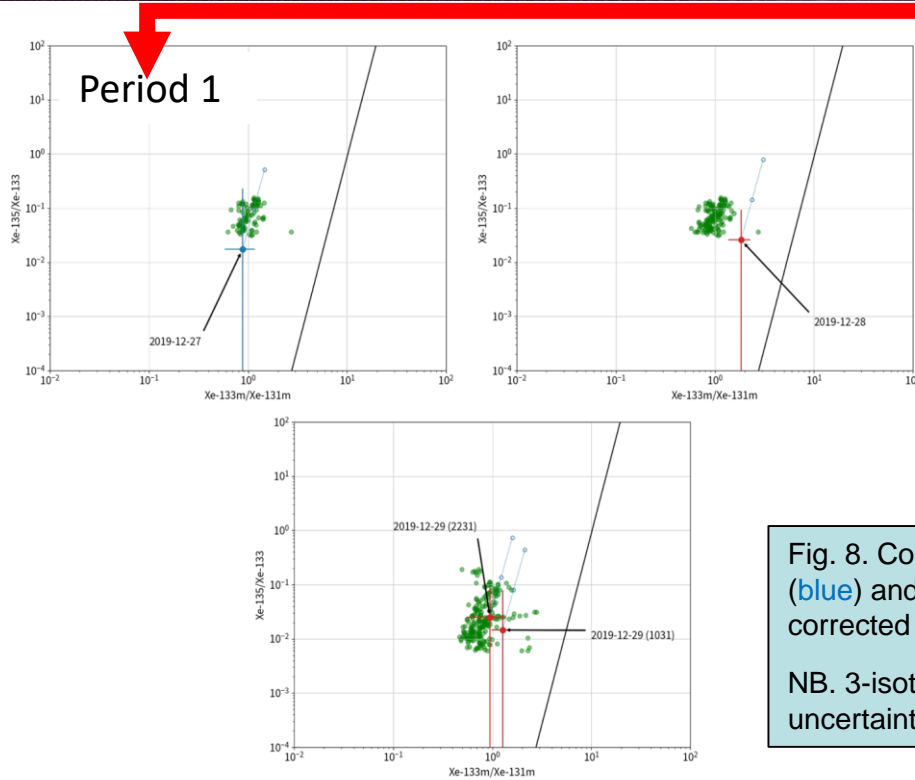 Period 1
10²
10¹
10⁰
10⁻¹
10⁻²
10⁻³
10⁻⁴
Xe-135/Xe-133
2019-12-27
10⁻² 10⁻¹ 10⁰ 10¹ 10²
Xe-133m/Xe-131m
10²
10¹
10⁰
10⁻¹
10⁻²
10⁻³
10⁻⁴
Xe-135/Xe-133
2019-12-28
10⁻² 10⁻¹ 10⁰ 10¹
Xe-133m/Xe-131m
10²
10¹
10⁰
10⁻¹
10⁻²
10⁻³
10⁻⁴
Xe-135/Xe-133
2019-12-29 (2231)
2019-12-29 (1031)
10⁻² 10⁻¹ 10⁰ 10¹ 10²
Xe-133m/Xe-131m
Fig. 8. Co
(blue) and
corrected
NB. 3-isot
uncertaint